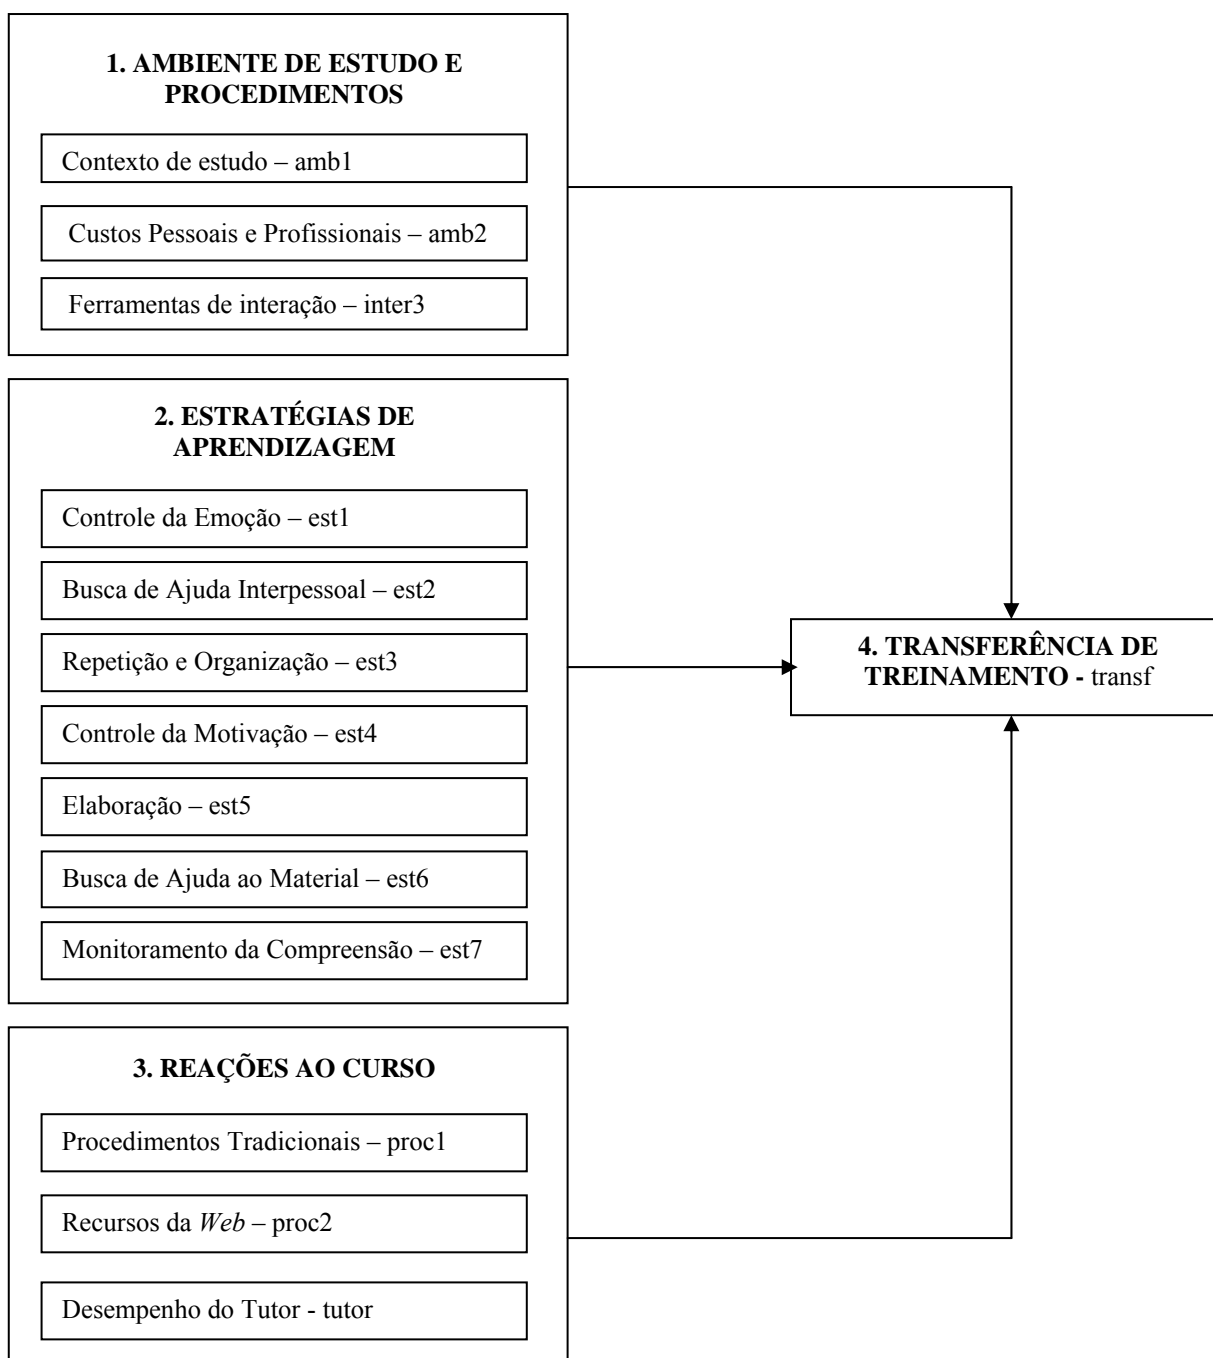 1. AMBIENTE DE ESTUDO E
PROCEDIMENTOS
Contexto de estudo – amb1
Custos Pessoais e Profissionais – amb2
Ferramentas de interação – inter3
2. ESTRATÉGIAS DE
APRENDIZAGEM
Controle da Emoção – est1
Busca de Ajuda Interpessoal – est2
Repetição e Organização – est3
Controle da Motivação – est4
Elaboração – est5
Busca de Ajuda ao Material – est6
Monitoramento da Compreensão – est7
3. REAÇÕES AO CURSO
Procedimentos Tradicionais – proc1
Recursos da Web – proc2
Desempenho do Tutor - tutor
4. TRANSFERÊNCIA DE
TREINAMENTO - transf